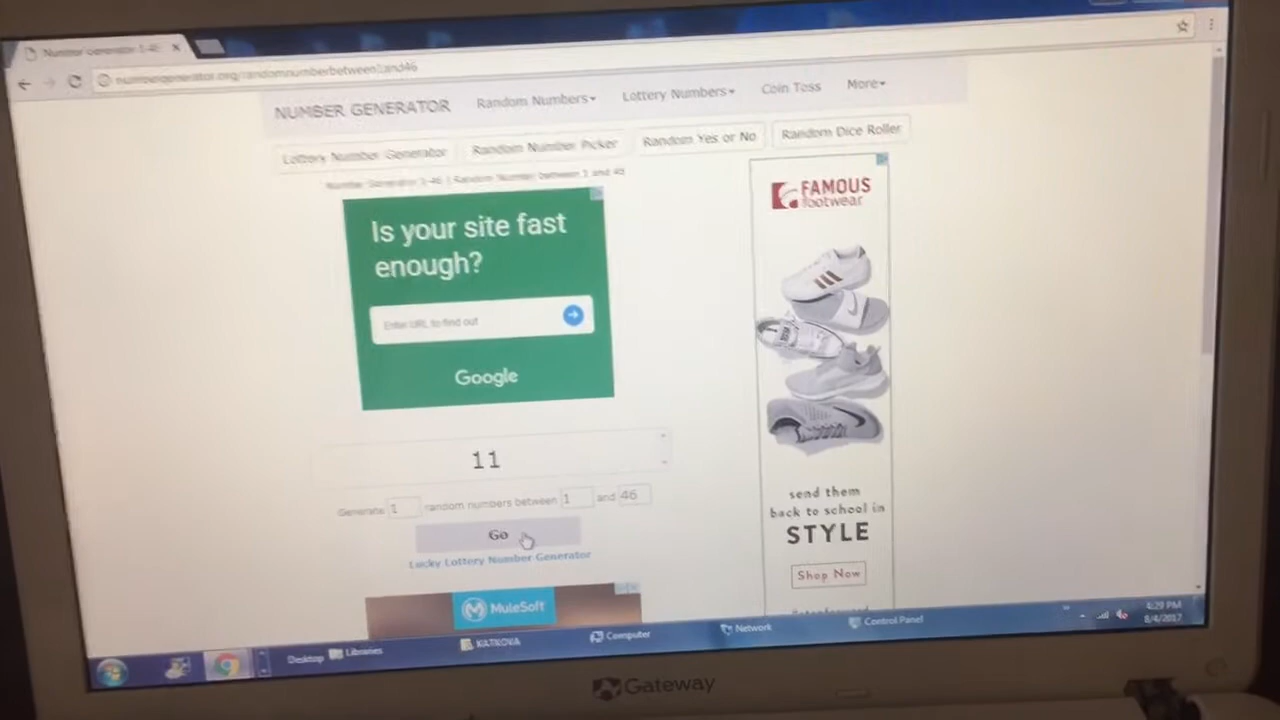 Number Generator 1-46
numbergenerator.org/randomnumberbetween1and46
NUMBER GENERATOR Random Numbers Lottery Numbers Coin Toss More
Lottery Number Generator Random Number Picker Random Yes or No Random Dice Roller
Number Generator 1-46 | Random Number between 1 and 46
Is your site fast
enough?
Enter URL to find out
Google
FAMOUS
footwear
11
Generate 1 random numbers between 1 and 46
Go
Lucky Lottery Number Generator
send them
back to school in
STYLE
Shop Now
MuleSoft
Desktop Libraries KATKOVA Computer Network Control Panel
4:29 PM
8/4/2017
Gateway